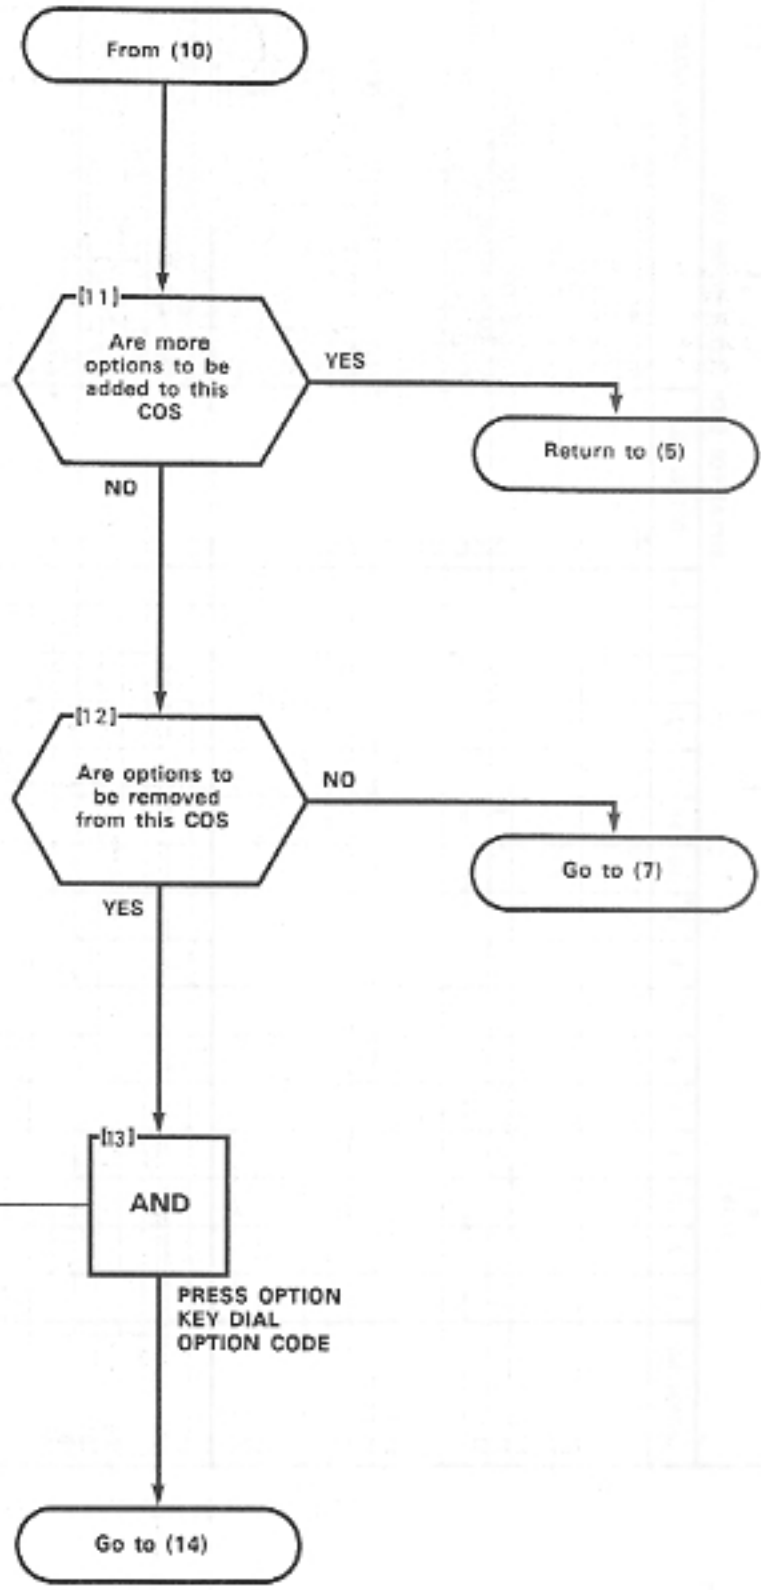 From (10)
[11]
Are more
options to be
added to this
COS
YES
Return to (5)
NO
[12]
Are options to
be removed
from this COS
NO
Go to (7)
YES
[13]
AND
PRESS OPTION
KEY DIAL
OPTION CODE
Go to (14)